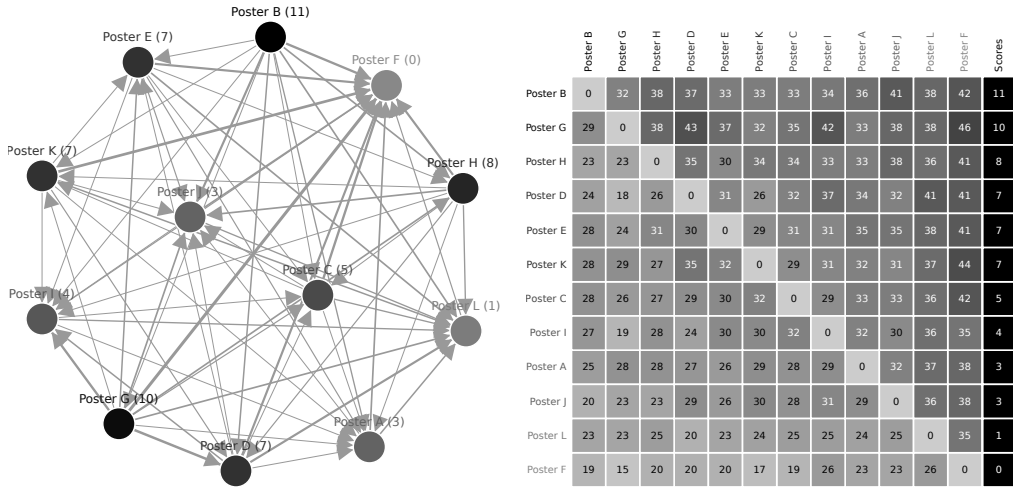 Poster B (11)
Poster E (7)
Poster F (0)
Poster K (7)
Poster H (8)
Poster J (3)
Poster C (5)
Poster I (4)
Poster L (1)
Poster G (10)
Poster A (3)
Poster D (7)
Poster B Poster G Poster H Poster D Poster E Poster K Poster C Poster I Poster A Poster J Poster L Poster F Scores
Poster B 0 32 38 37 33 33 33 34 36 41 38 42 11
Poster G 29 0 38 43 37 32 35 42 33 38 38 46 10
Poster H 23 23 0 35 30 34 34 33 33 38 36 41 8
Poster D 24 18 26 0 31 26 32 37 34 32 41 41 7
Poster E 28 24 31 30 0 29 31 31 35 35 38 41 7
Poster K 28 29 27 35 32 0 29 31 32 31 37 44 7
Poster C 28 26 27 29 30 32 0 29 33 33 36 42 5
Poster I 27 19 28 24 30 30 32 0 32 30 36 35 4
Poster A 25 28 28 27 26 29 28 29 0 32 37 38 3
Poster J 20 23 23 29 26 30 28 31 29 0 36 38 3
Poster L 23 23 25 20 23 24 25 25 24 25 0 35 1
Poster F 19 15 20 20 20 17 19 26 23 23 26 0 0